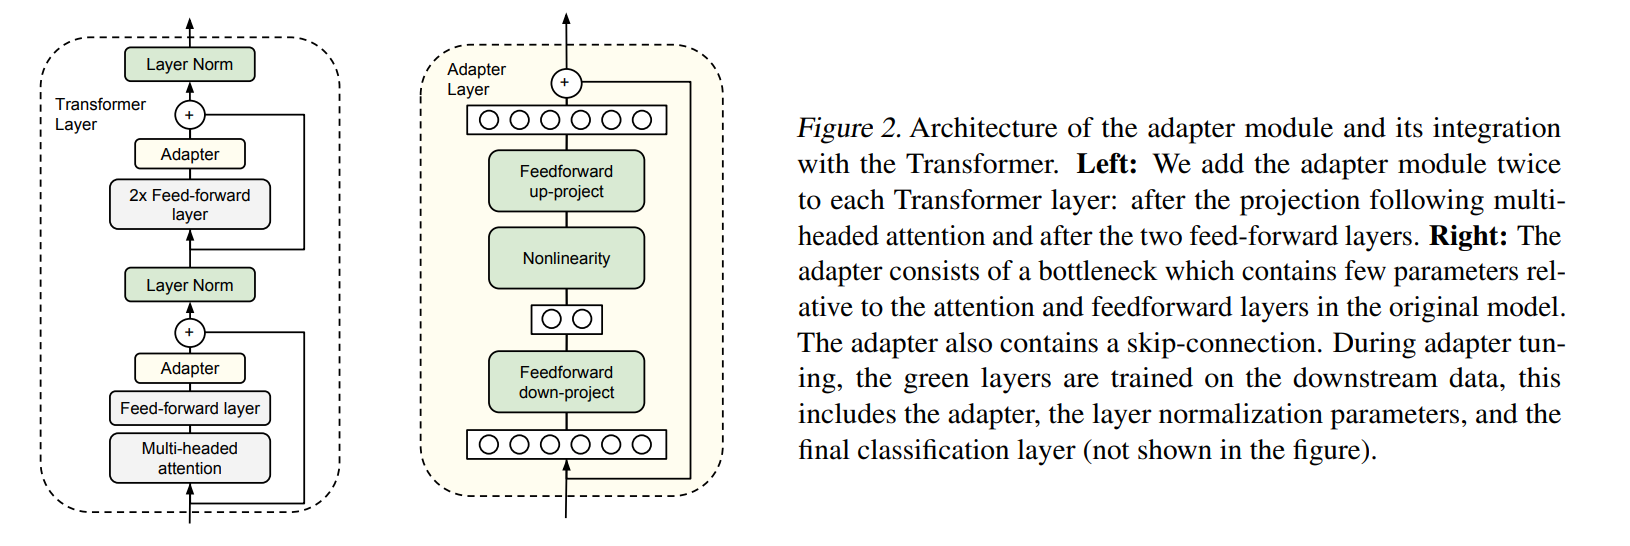 Layer Norm
Transformer
Layer
+
Adapter
2x Feed-forward
layer
Layer Norm
+
Adapter
Feed-forward layer
Multi-headed
attention
Adapter
Layer
+
Feedforward
up-project
Nonlinearity
Feedforward
down-project
Figure 2. Architecture of the adapter module and its integration
with the Transformer. Left: We add the adapter module twice
to each Transformer layer: after the projection following multi-
headed attention and after the two feed-forward layers. Right: The
adapter consists of a bottleneck which contains few parameters rel-
ative to the attention and feedforward layers in the original model.
The adapter also contains a skip-connection. During adapter tun-
ing, the green layers are trained on the downstream data, this
includes the adapter, the layer normalization parameters, and the
final classification layer (not shown in the figure).